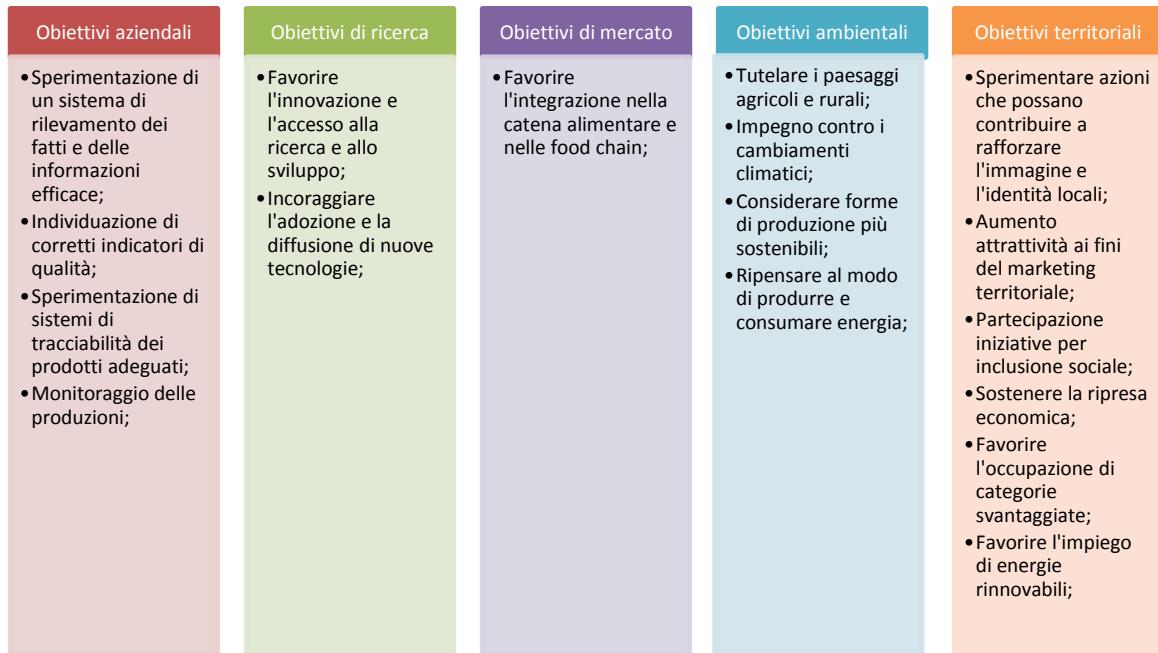 Obiettivi aziendali
•Sperimentazione di
un sistema di
rilevamento dei
fatti e delle
informazioni
efficace;
•Individuazione di
corretti indicatori di
qualità;
•Sperimentazione di
sistemi di
tracciabilità dei
prodotti adeguati;
•Monitoraggio delle
produzioni;
Obiettivi di ricerca
•Favorire
l'innovazione e
l'accesso alla
ricerca e allo
sviluppo;
•Incoraggiare
l'adozione e la
diffusione di nuove
tecnologie;
Obiettivi di mercato
•Favorire
l'integrazione nella
catena alimentare e
nelle food chain;
Obiettivi ambientali
•Tutelare i paesaggi
agricoli e rurali;
•Impegno contro i
cambiamenti
climatici;
•Considerare forme
di produzione più
sostenibili;
•Ripensare al modo
di produrre e
consumare energia;
Obiettivi territoriali
•Sperimentare azioni
che possano
contribuire a
rafforzare
l'immagine e
l'identità locali;
•Aumento
attrattività ai fini
del marketing
territoriale;
•Partecipazione
iniziative per
inclusione sociale;
•Sostenere la ripresa
economica;
•Favorire
l'occupazione di
categorie
svantaggiate;
•Favorire l'impiego
di energie
rinnovabili;